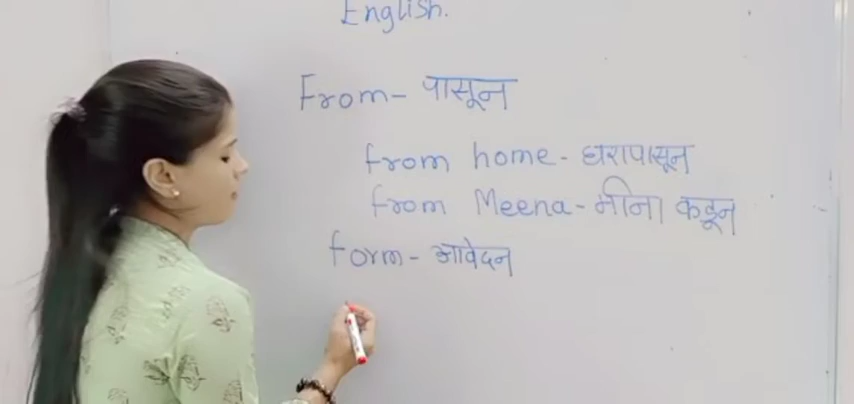 English.
From- पासून
from home- घरापासून
from Meena- मीना कडून
form- आवेदन